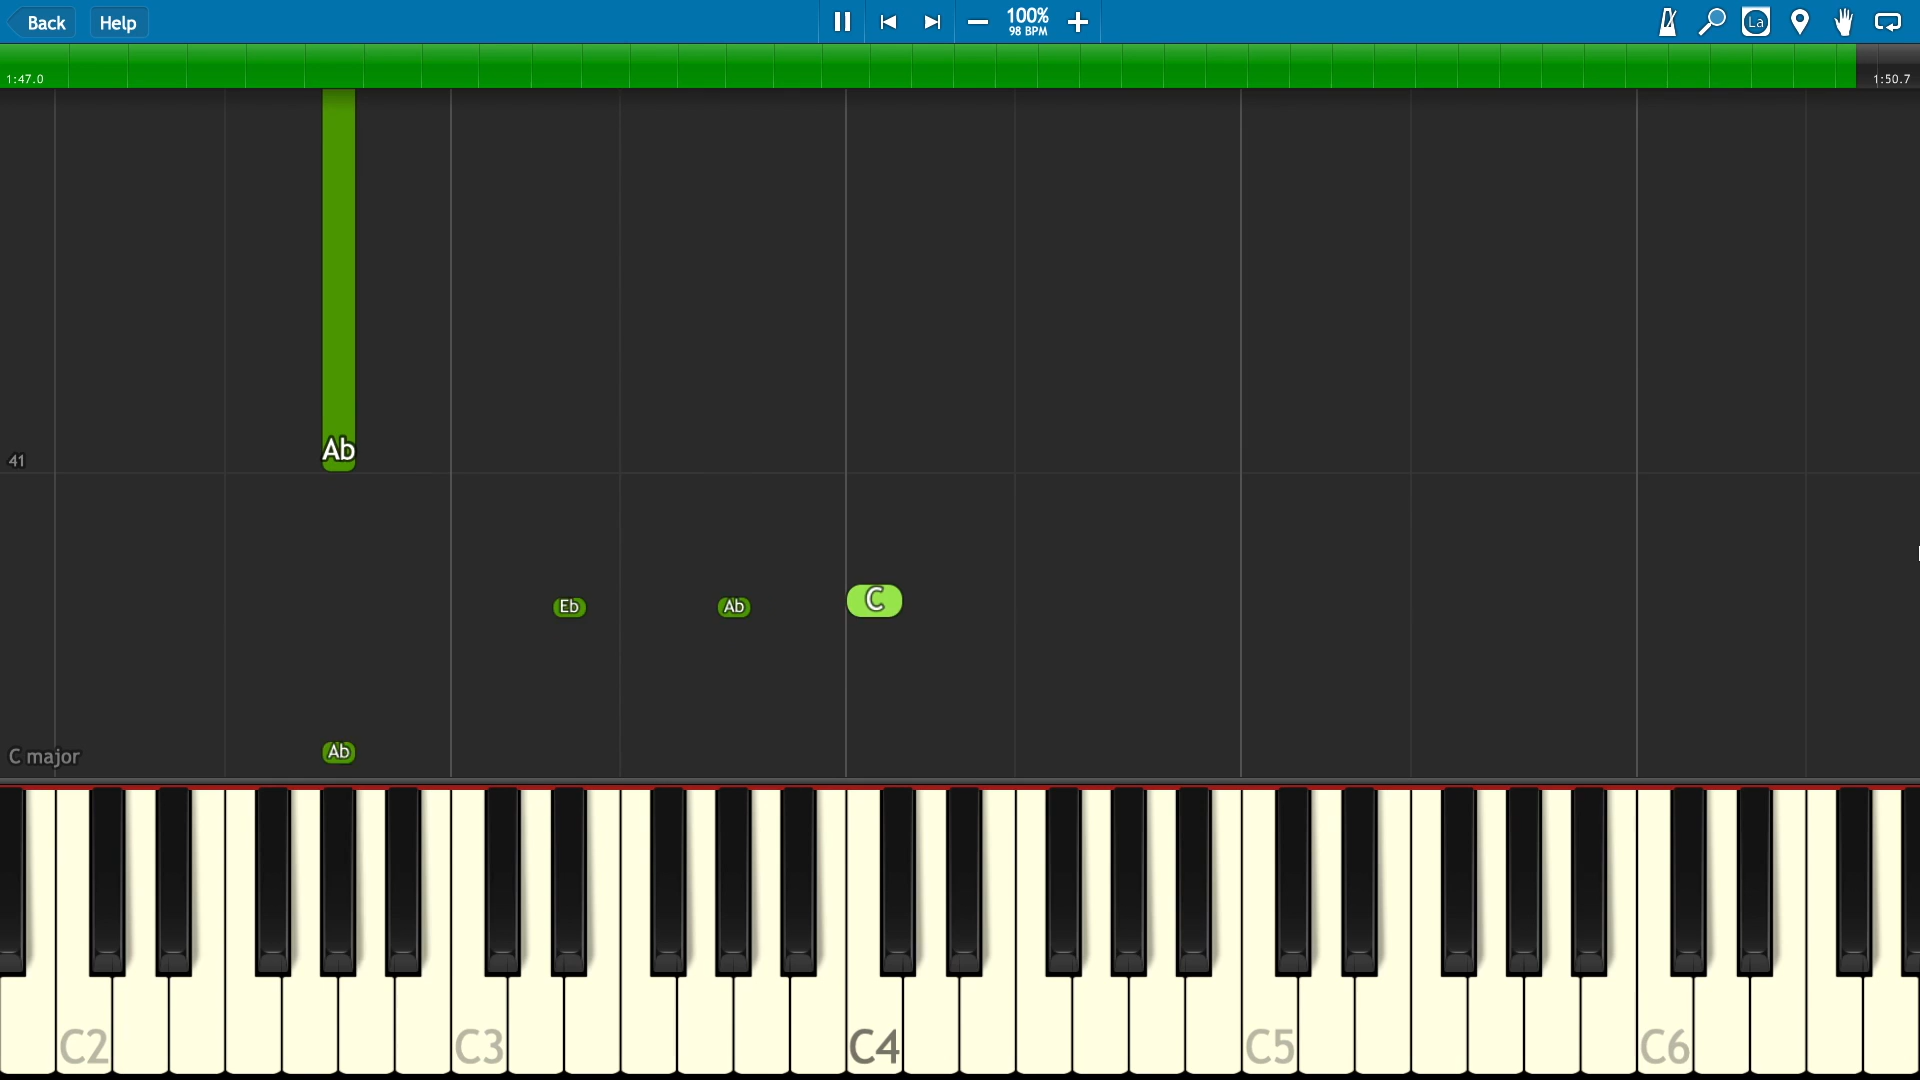 Back Help 100% La
98 BPM
1:47.0 1:50.7
Ab
41
Eb Ab C
Ab
C major
C2 C3 C4 C5 C6